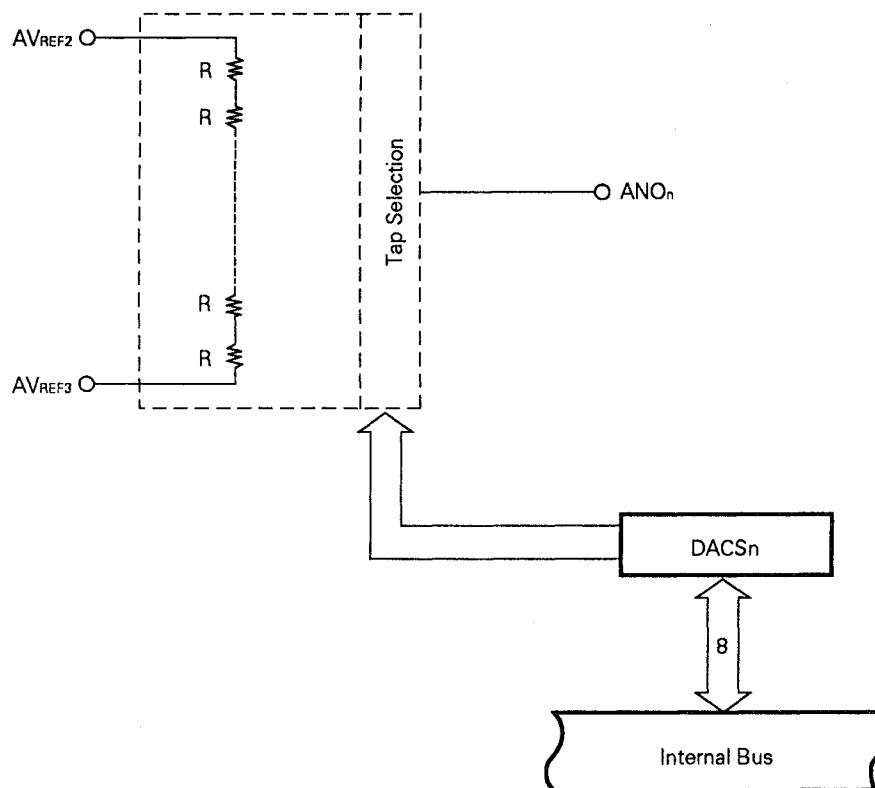 AVREF2
R
R
Tap Selection
ANOn
R
R
AVREF3
DACSn
8
Internal Bus